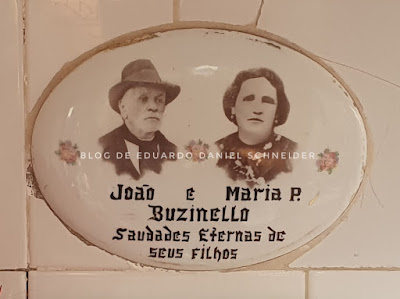 BLOG DE EDUARDO DANIEL SCHNEIDER
João e Maria P.
Buzinello
Saudades Eternas de
seus Filhos